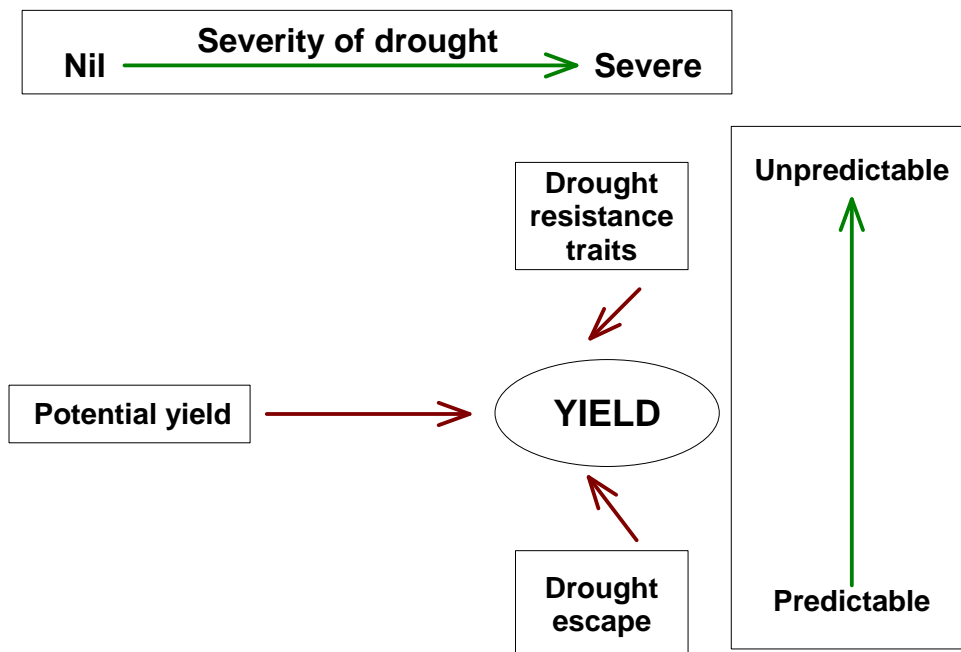 Severity of drought
Nil
Severe
Unpredictable
Drought
resistance
traits
Potential yield
YIELD
Drought
escape
Predictable